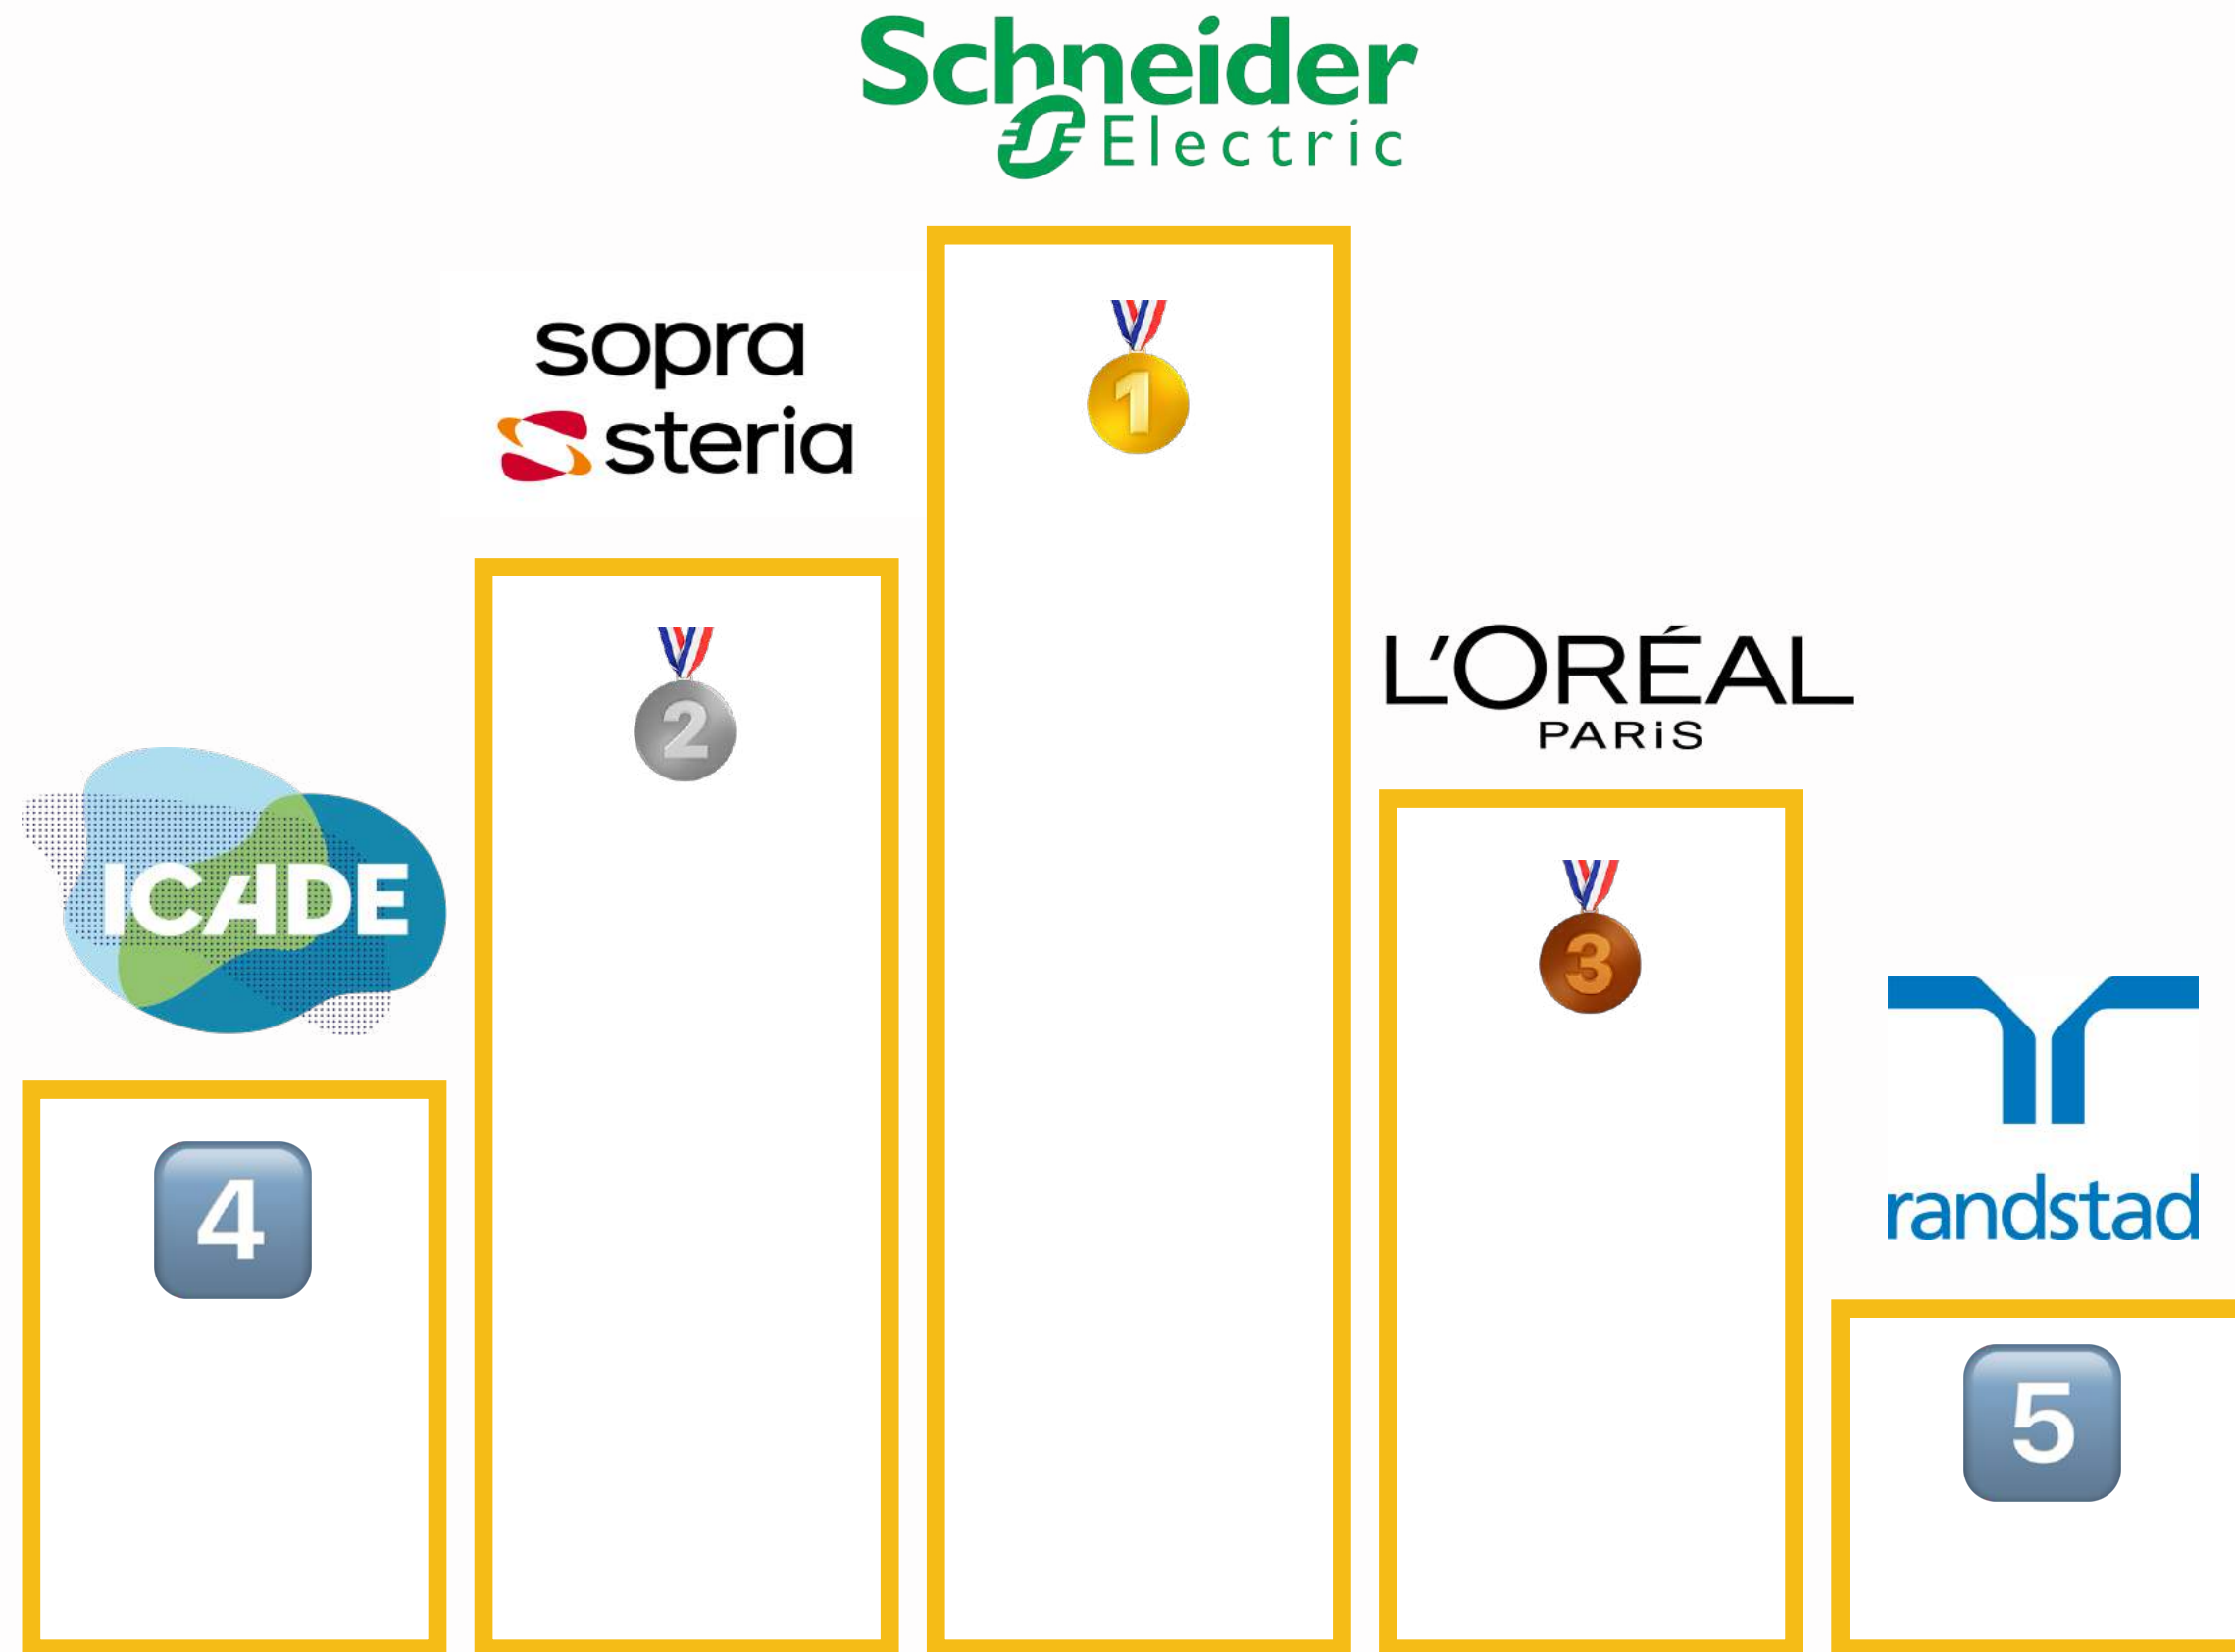 Schneider
Electric
1
sopra
steria
2
L'ORÉAL
PARiS
3
ICADE
4
randstad
5